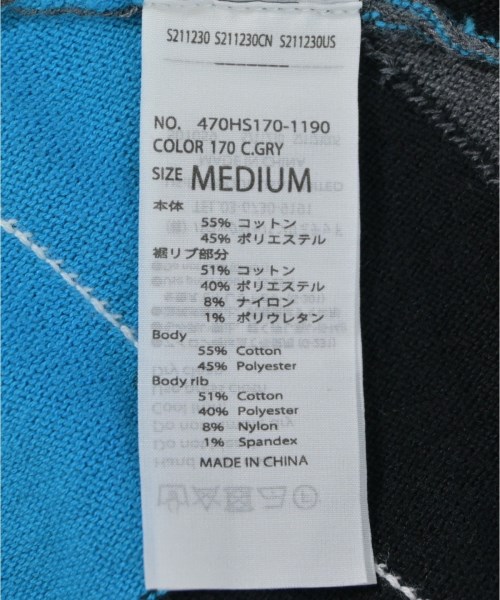 S211230 S211230CN S211230US
NO. 470HS170-1190
COLOR 170 C.GRY
SIZE MEDIUM
本体
55% コットン
45% ポリエステル
裾リブ部分
51% コットン
40% ポリエステル
8% ナイロン
1% ポリウレタン
Body
55% Cotton
45% Polyester
Body rlb
51% Cotton
40% Polyester
8% Nylon
1% Spandex
MADE IN CHINA